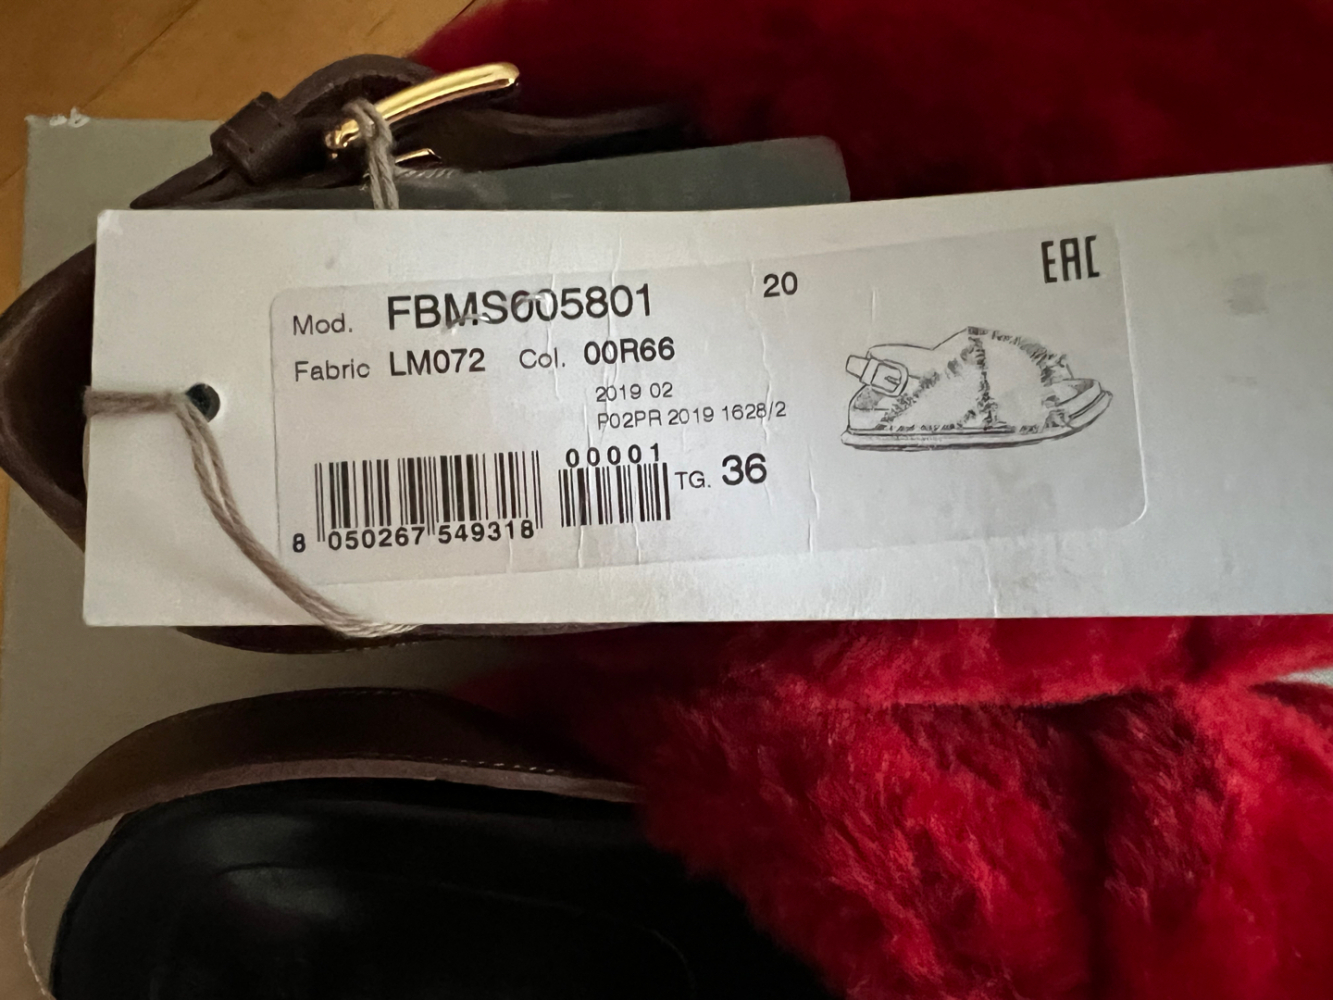 Mod. FBMS005801 20 EAC
Fabric LM072 Col. 00R66
2019 02
P02PR 2019 1628/2
00001
TG. 36
8 050267 549318